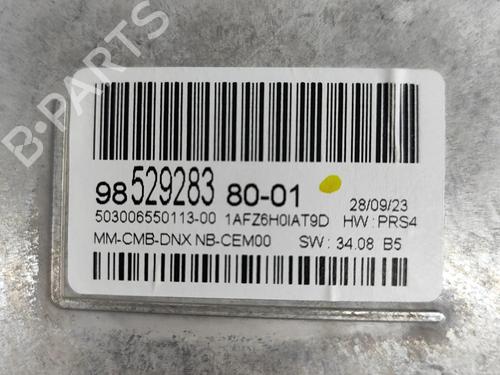 B-PARTS
98 529283 80-01
28/09/23
503006550113-00 1AFZ6H0IAT9D HW : PRS4
MM-CMB-DNX NB-CEM00 SW : 34.08 B5